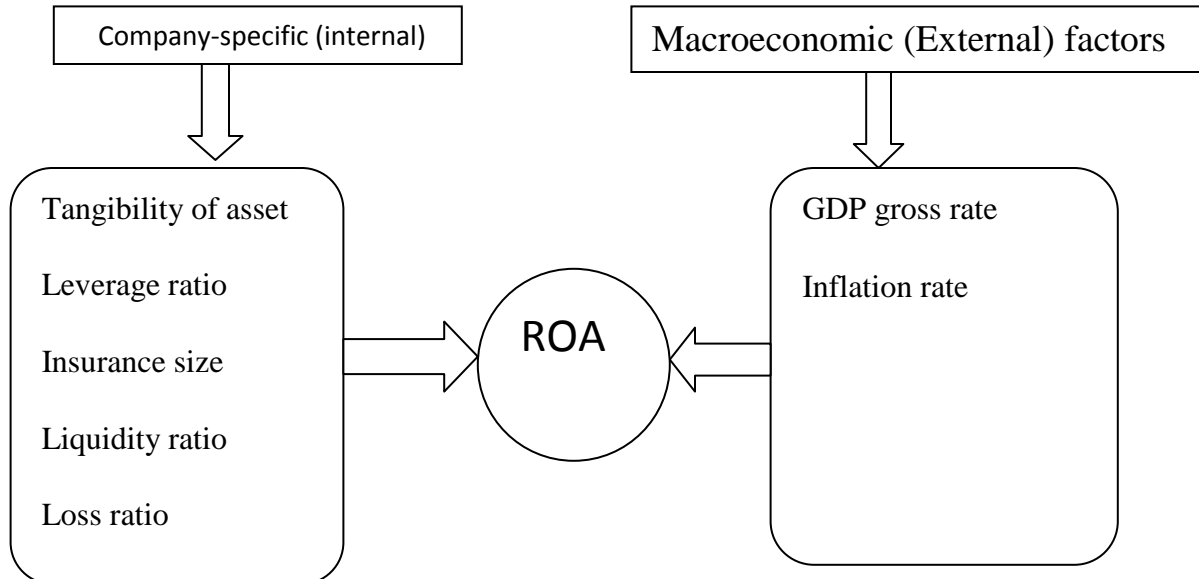 Company-specific (internal)
Macroeconomic (External) factors
Tangibility of asset
Leverage ratio
Insurance size
Liquidity ratio
Loss ratio
ROA
GDP gross rate
Inflation rate